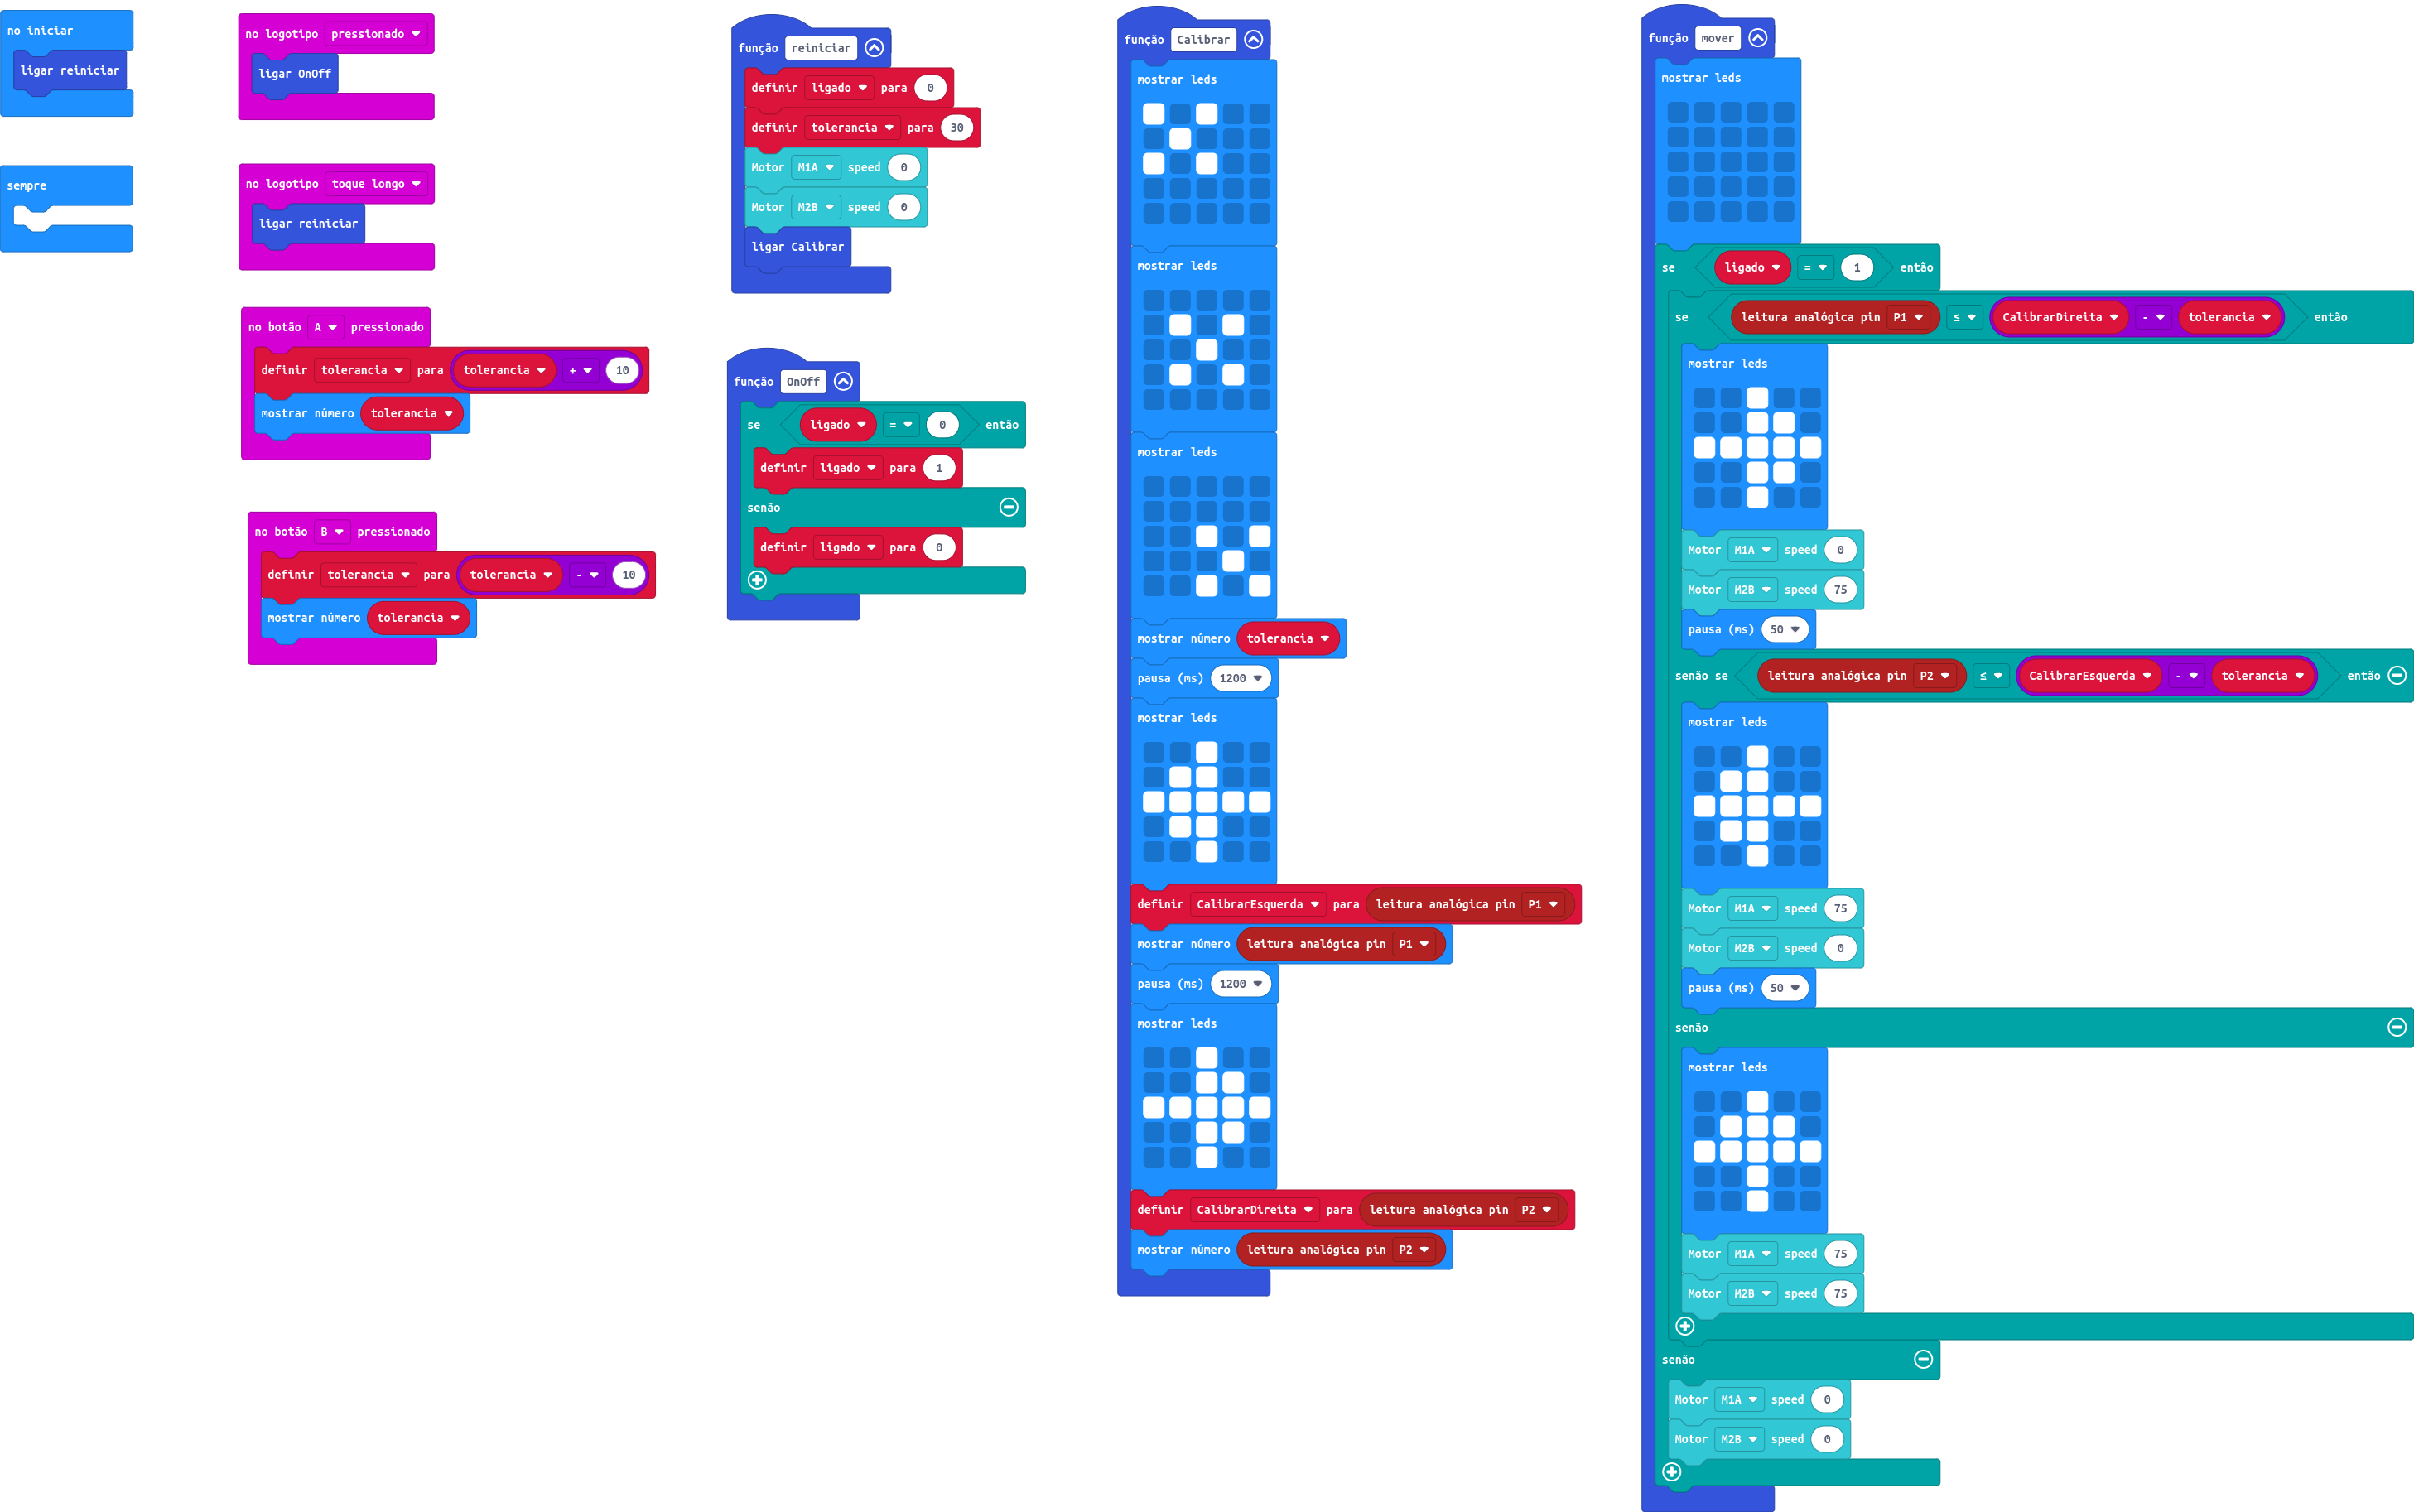 no iniciar
ligar reiniciar
sempre
no logotipo pressionado
ligar OnOff
no logotipo toque longo
ligar reiniciar
no botão A pressionado
definir tolerancia para tolerancia + 10
mostrar número tolerancia
no botão B pressionado
definir tolerancia para tolerancia - 10
mostrar número tolerancia
função reiniciar
definir ligado para 0
definir tolerancia para 30
Motor M1A speed 0
Motor M2B speed 0
ligar Calibrar
função OnOff
se ligado = 0 então
definir ligado para 1
senão
definir ligado para 0
função Calibrar
mostrar leds
mostrar leds
mostrar leds
mostrar número tolerancia
pausa (ms) 1200
mostrar leds
definir CalibrarEsquerda para leitura analógica pin P1
mostrar número leitura analógica pin P1
pausa (ms) 1200
mostrar leds
definir CalibrarDireita para leitura analógica pin P2
mostrar número leitura analógica pin P2
função mover
mostrar leds
se ligado = 1 então
se leitura analógica pin P1 ≤ CalibrarDireita - tolerancia então
mostrar leds
Motor M1A speed 0
Motor M2B speed 75
pausa (ms) 50
senão se leitura analógica pin P2 ≤ CalibrarEsquerda - tolerancia então
mostrar leds
Motor M1A speed 75
Motor M2B speed 0
pausa (ms) 50
senão
mostrar leds
Motor M1A speed 75
Motor M2B speed 75
senão
Motor M1A speed 0
Motor M2B speed 0